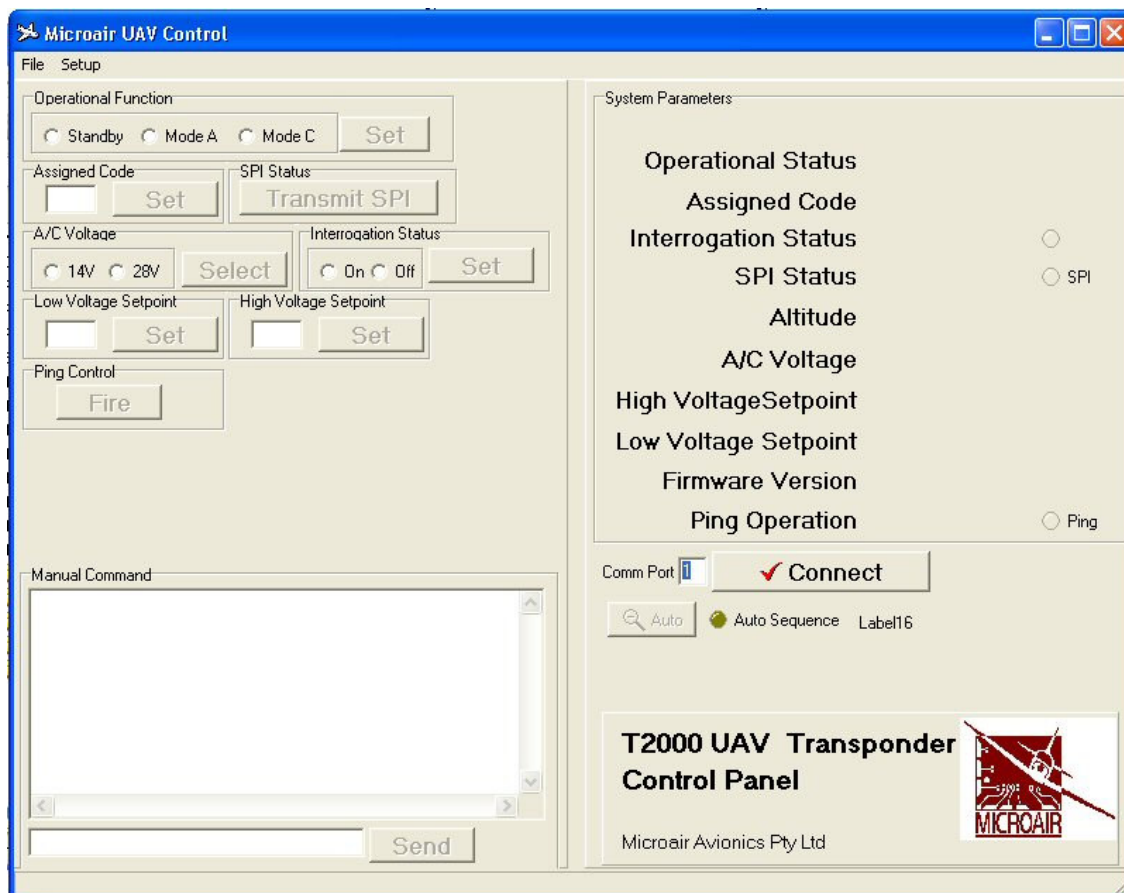 Microair UAV Control
File Setup
Operational Function
Standby Mode A Mode C Set
Assigned Code SPI Status
Set Transmit SPI
A/C Voltage Interrogation Status
14V 28V Select On Off Set
Low Voltage Setpoint High Voltage Setpoint
Set Set
Ping Control
Fire
Manual Command
Send
System Parameters
Operational Status
Assigned Code
Interrogation Status
SPI Status SPI
Altitude
A/C Voltage
High VoltageSetpoint
Low Voltage Setpoint
Firmware Version
Ping Operation Ping
Comm Port 1 Connect
Auto Auto Sequence Label16
T2000 UAV Transponder
Control Panel
MICROAIR
Microair Avionics Pty Ltd